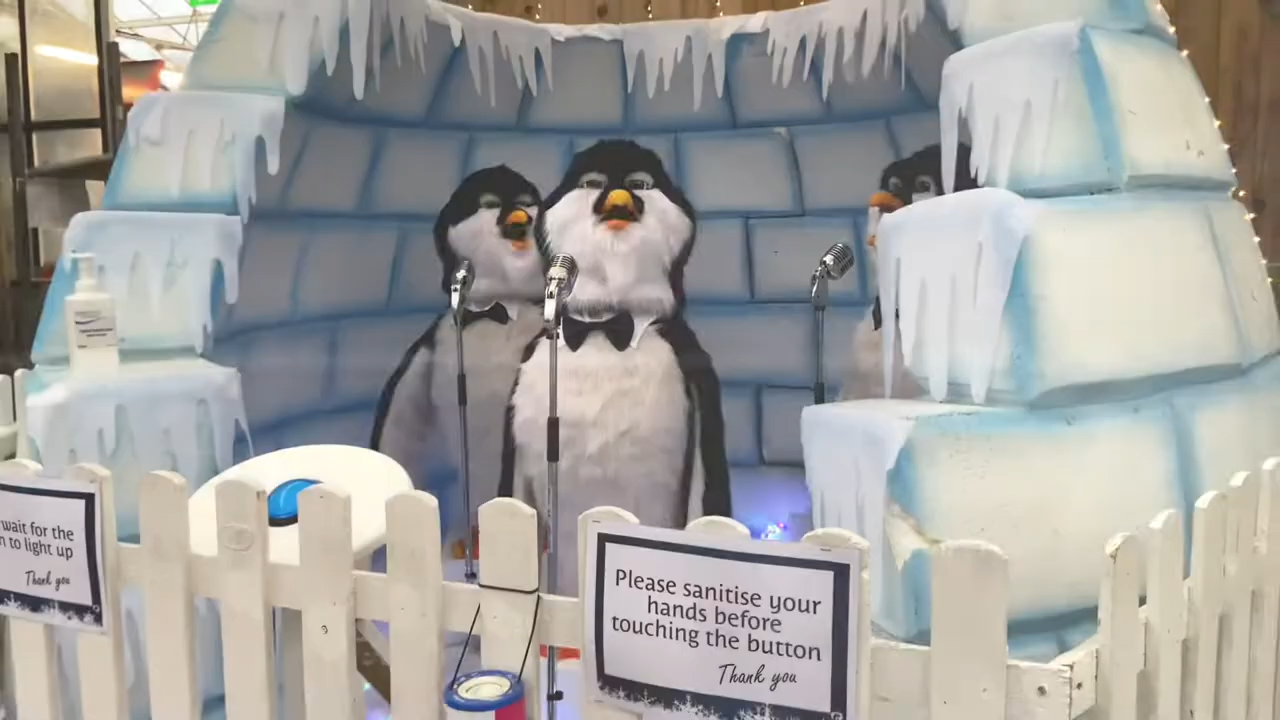 wait for the
n to light up
Thank you
Please sanitise your
hands before
touching the button
Thank you